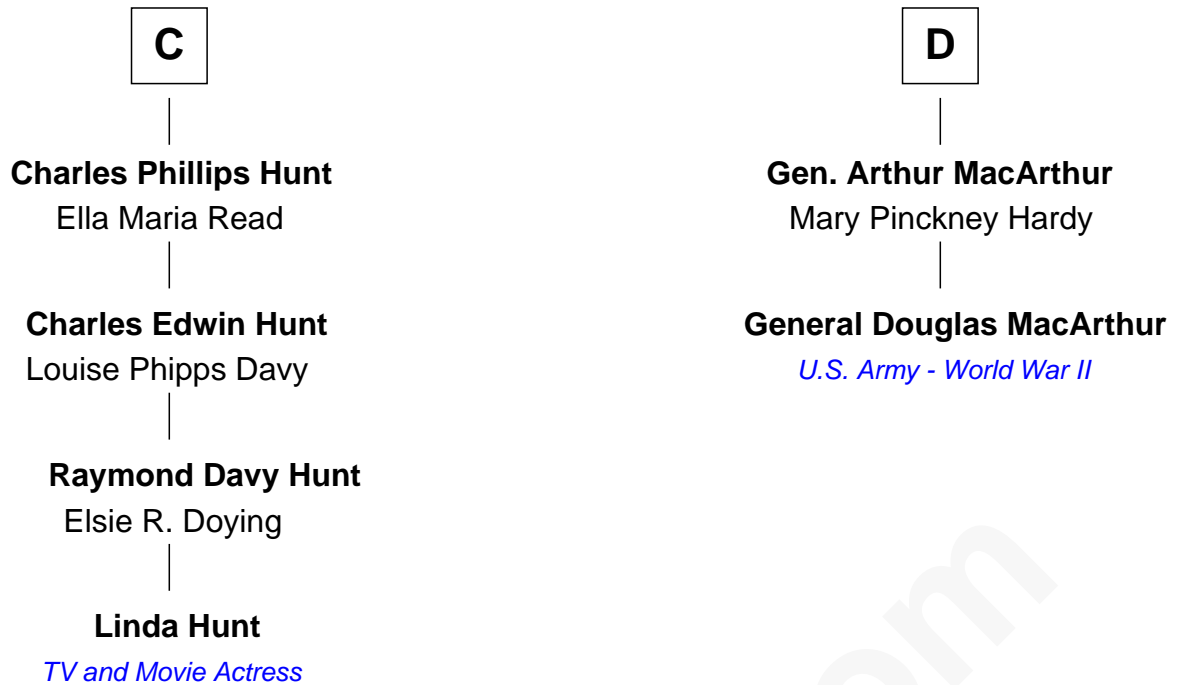 C
Charles Phillips Hunt
Ella Maria Read
Charles Edwin Hunt
Louise Phipps Davy
Raymond Davy Hunt
Elsie R. Doying
Linda Hunt
TV and Movie Actress
D
Gen. Arthur MacArthur
Mary Pinckney Hardy
General Douglas MacArthur
U.S. Army - World War II